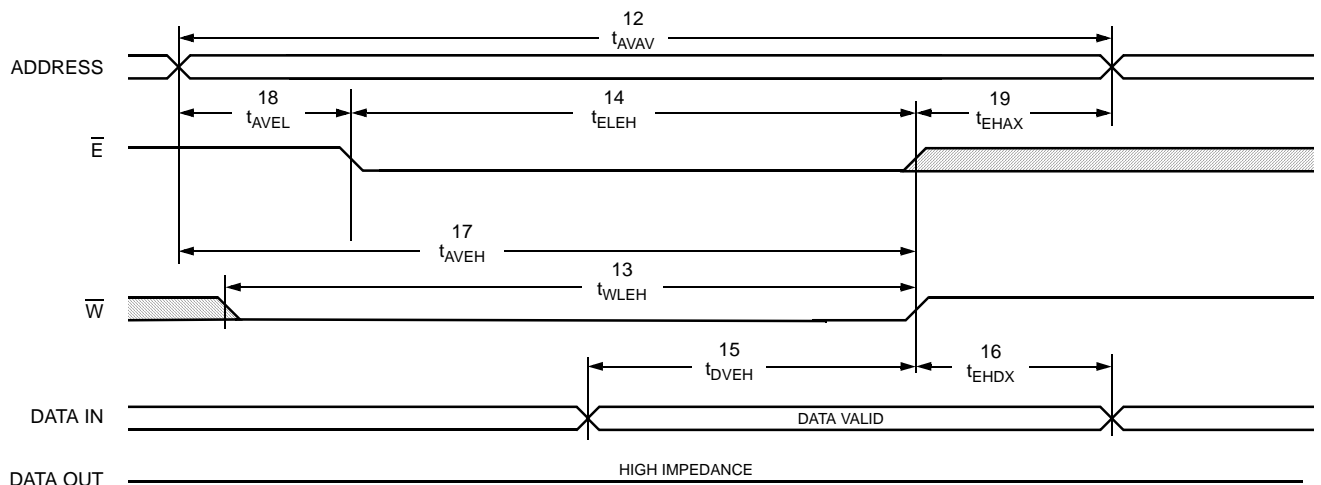 12
tAVAV
ADDRESS
18
tAVEL
14
tELEH
19
tEHAX
E
17
tAVEH
13
tWLEH
W
15
tDVEH
16
tEHDX
DATA IN
DATA VALID
HIGH IMPEDANCE
DATA OUT